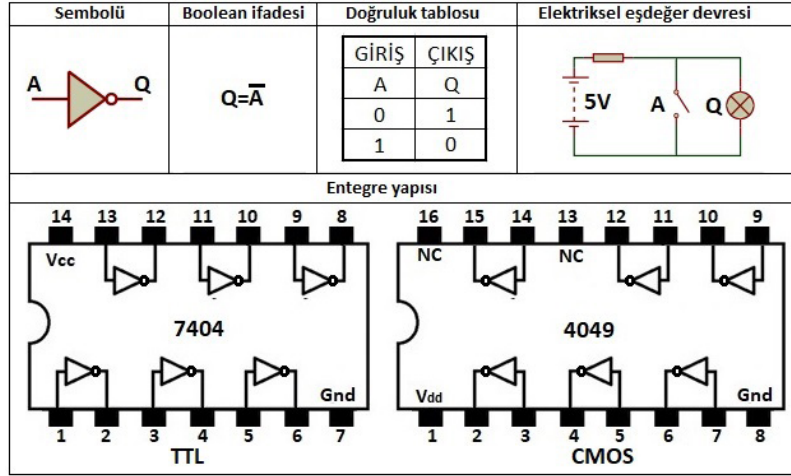 Sembolü Boolean ifadesi Doğruluk tablosu Elektriksel eşdeğer devresi
A Q
Q=A̅
GİRİŞ ÇIKIŞ
A Q
0 1
1 0
5V A Q
Entegre yapısı
14 13 12 11 10 9 8
Vcc
7404
Gnd
1 2 3 4 5 6 7
TTL
16 15 14 13 12 11 10 9
NC NC
4049
Vdd Gnd
1 2 3 4 5 6 7 8
CMOS